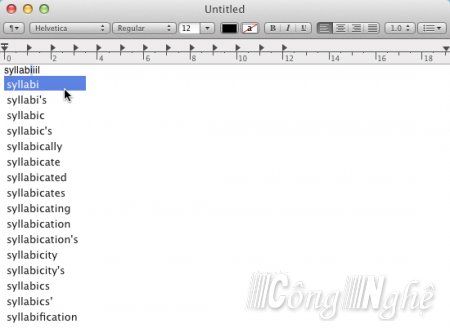 Untitled
¶ Helvetica Regular 12 a B I U 1.0
0 2 4 6 8 10 12 14 16 18
syllabiiil
syllabi
syllabi's
syllabic
syllabic's
syllabically
syllabicate
syllabicated
syllabicates
syllabicating
syllabication
syllabication's
syllabicity
syllabicity's
syllabics
syllabics'
syllabification
Công Nghệ